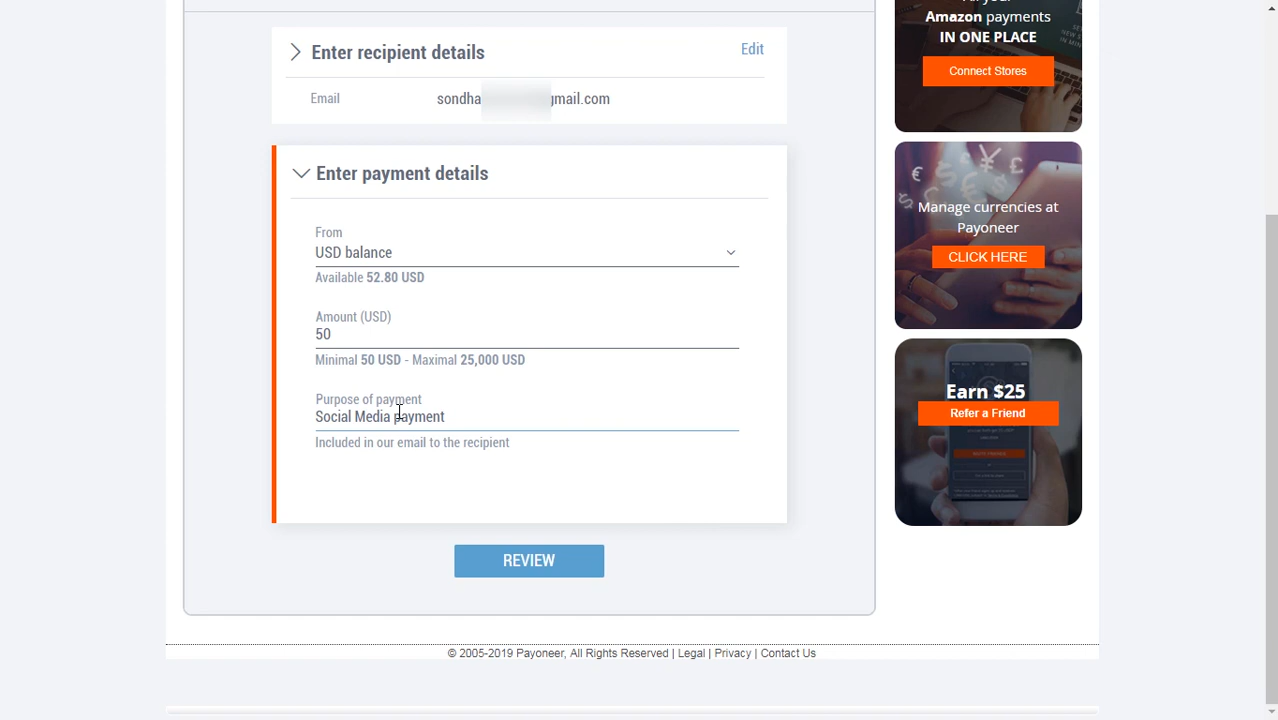 Enter recipient details
Edit
Email
sondha
gmail.com
Enter payment details
From
USD balance
Available 52.80 USD
Amount (USD)
50
Minimal 50 USD - Maximal 25,000 USD
Purpose of payment
Social Media payment
Included in our email to the recipient
REVIEW
Amazon payments
IN ONE PLACE
Connect Stores
Manage currencies at
Payoneer
CLICK HERE
Earn $25
Refer a Friend
© 2005-2019 Payoneer, All Rights Reserved | Legal | Privacy | Contact Us